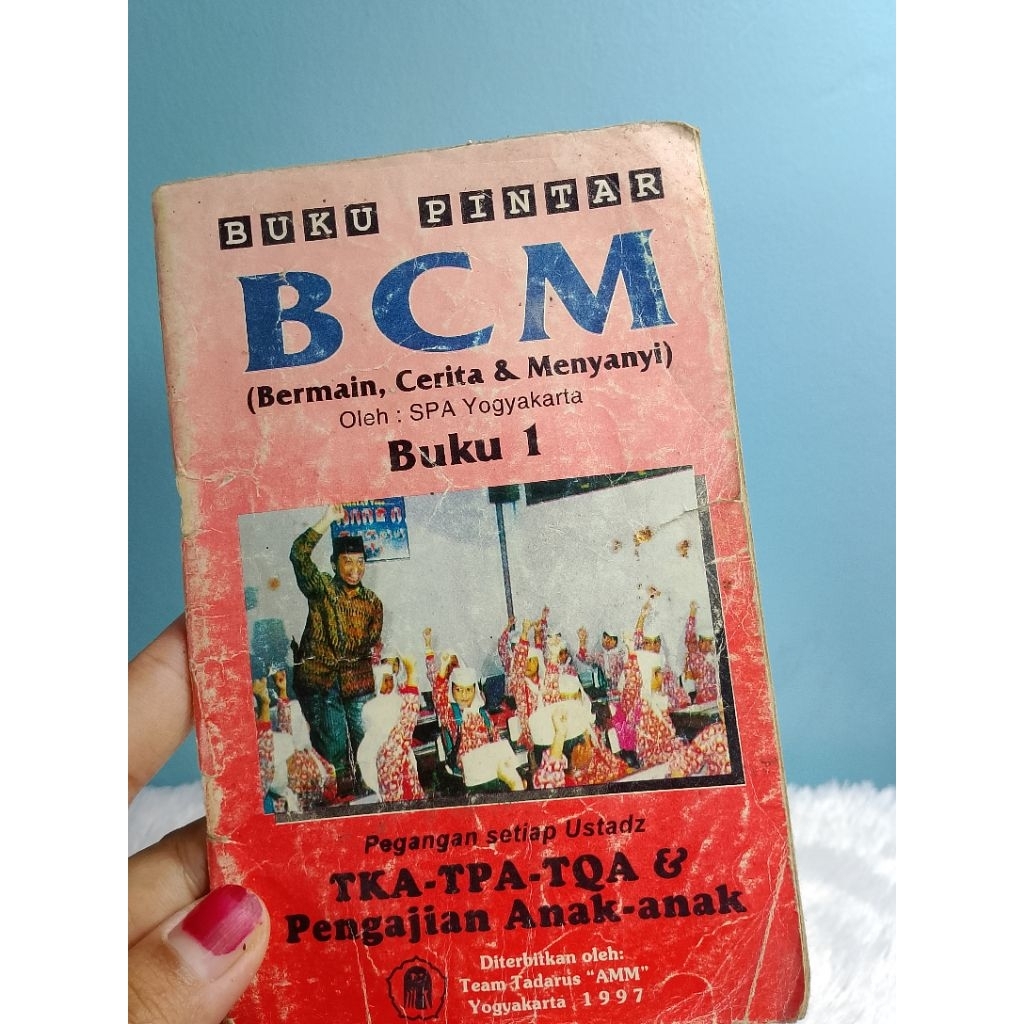 BUKU PINTAR
BCM
(Bermain, Cerita & Menyanyi)
Oleh : SPA Yogyakarta
Buku 1
Pegangan setiap Ustadz
TKA-TPA-TQA &
Pengajian Anak-anak
Diterbitkan oleh:
Team Tadarus "AMM"
Yogyakarta 1997